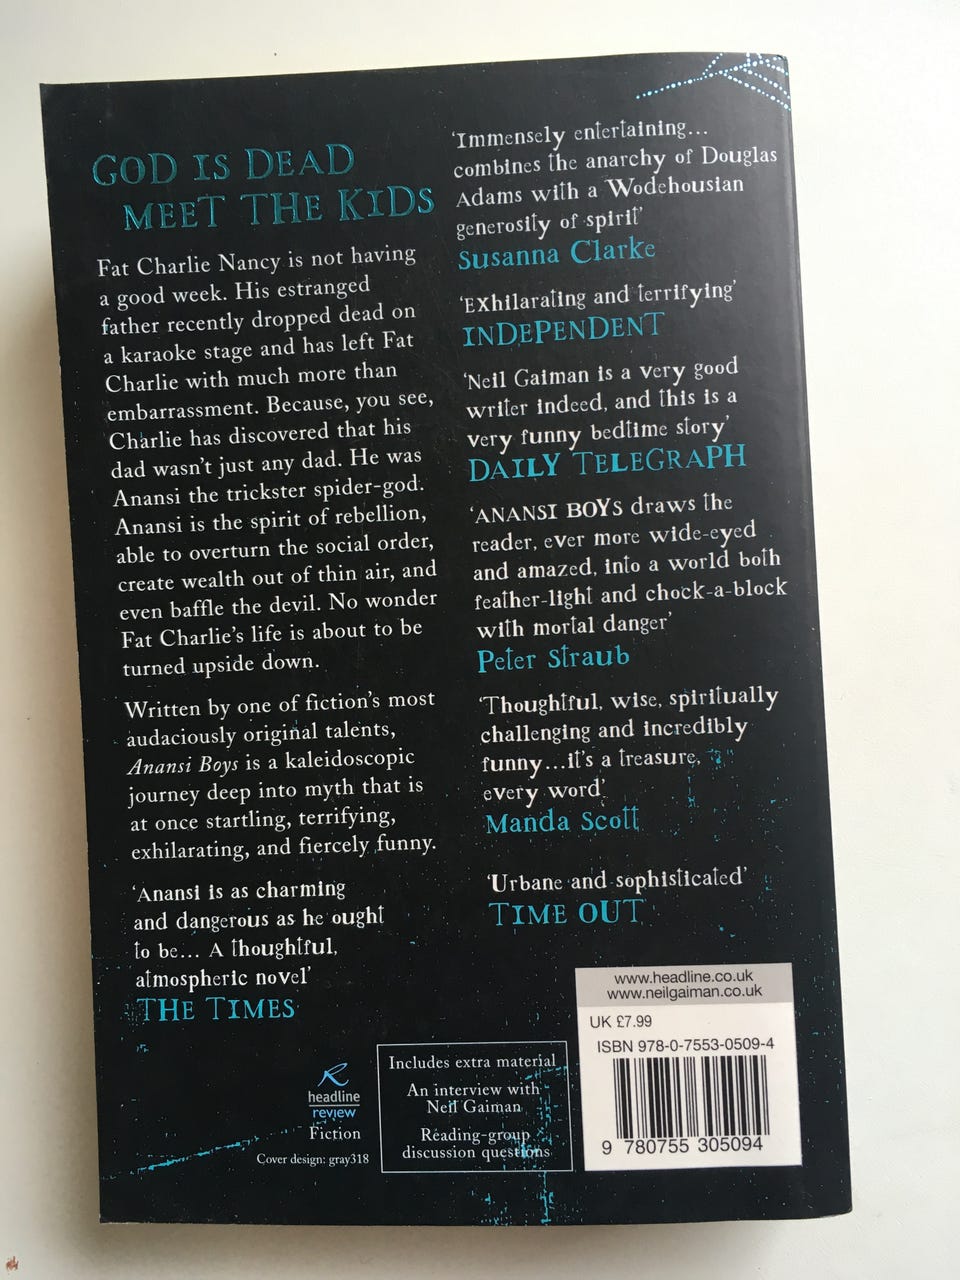 GOD IS DEAD
MEET THE KIDS
Fat Charlie Nancy is not having
a good week. His estranged
father recently dropped dead on
a karaoke stage and has left Fat
Charlie with much more than
embarrassment. Because, you see,
Charlie has discovered that his
dad wasn't just any dad. He was
Anansi the trickster spider-god.
Anansi is the spirit of rebellion,
able to overturn the social order,
create wealth out of thin air, and
even baffle the devil. No wonder
Fat Charlie's life is about to be
turned upside down.
Written by one of fiction's most
audaciously original talents,
Anansi Boys is a kaleidoscopic
journey deep into myth that is
at once startling, terrifying,
exhilarating, and fiercely funny.
'Anansi is as charming
and dangerous as he ought
to be... A thoughtful,
atmospheric novel'
THE TIMES
'Immensely entertaining...
combines the anarchy of Douglas
Adams with a Wodehousian
generosity of spirit'
Susanna Clarke
'Exhilarating and terrifying'
INDEPENDENT
'Neil Gaiman is a very good
writer indeed, and this is a
very funny bedtime story'
DAILY TELEGRAPH
'ANANSI BOYS draws the
reader, ever more wide-eyed
and amazed, into a world both
feather-light and chock-a-block
with mortal danger'
Peter Straub
'Thoughtful, wise, spiritually
challenging and incredibly
funny...it's a treasure,
every word'
Manda Scott
'Urbane and sophisticated'
TIME OUT
R
headline
review
Fiction
Cover design: gray318
Includes extra material
An interview with
Neil Gaiman
Reading-group
discussion questions
www.headline.co.uk
www.neilgaiman.co.uk
UK £7.99
ISBN 978-0-7553-0509-4
9 780755 305094